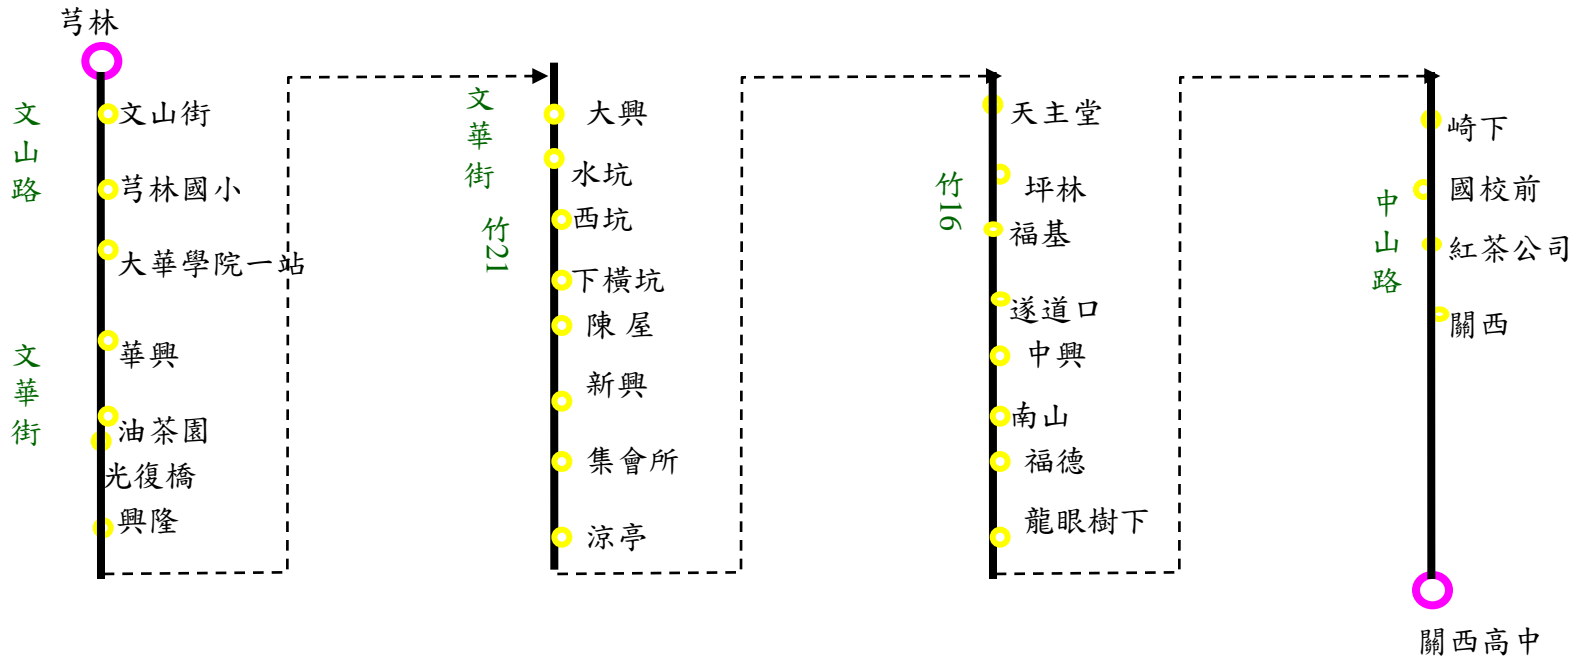 芎林
文山路
文山街
芎林國小
大華學院一站
文華街
華興
油茶園
光復橋
興隆
文華街
竹21
大興
水坑
西坑
下橫坑
陳屋
新興
集會所
涼亭
竹16
天主堂
坪林
福基
遂道口
中興
南山
福德
龍眼樹下
中山路
崎下
國校前
紅茶公司
關西
關西高中